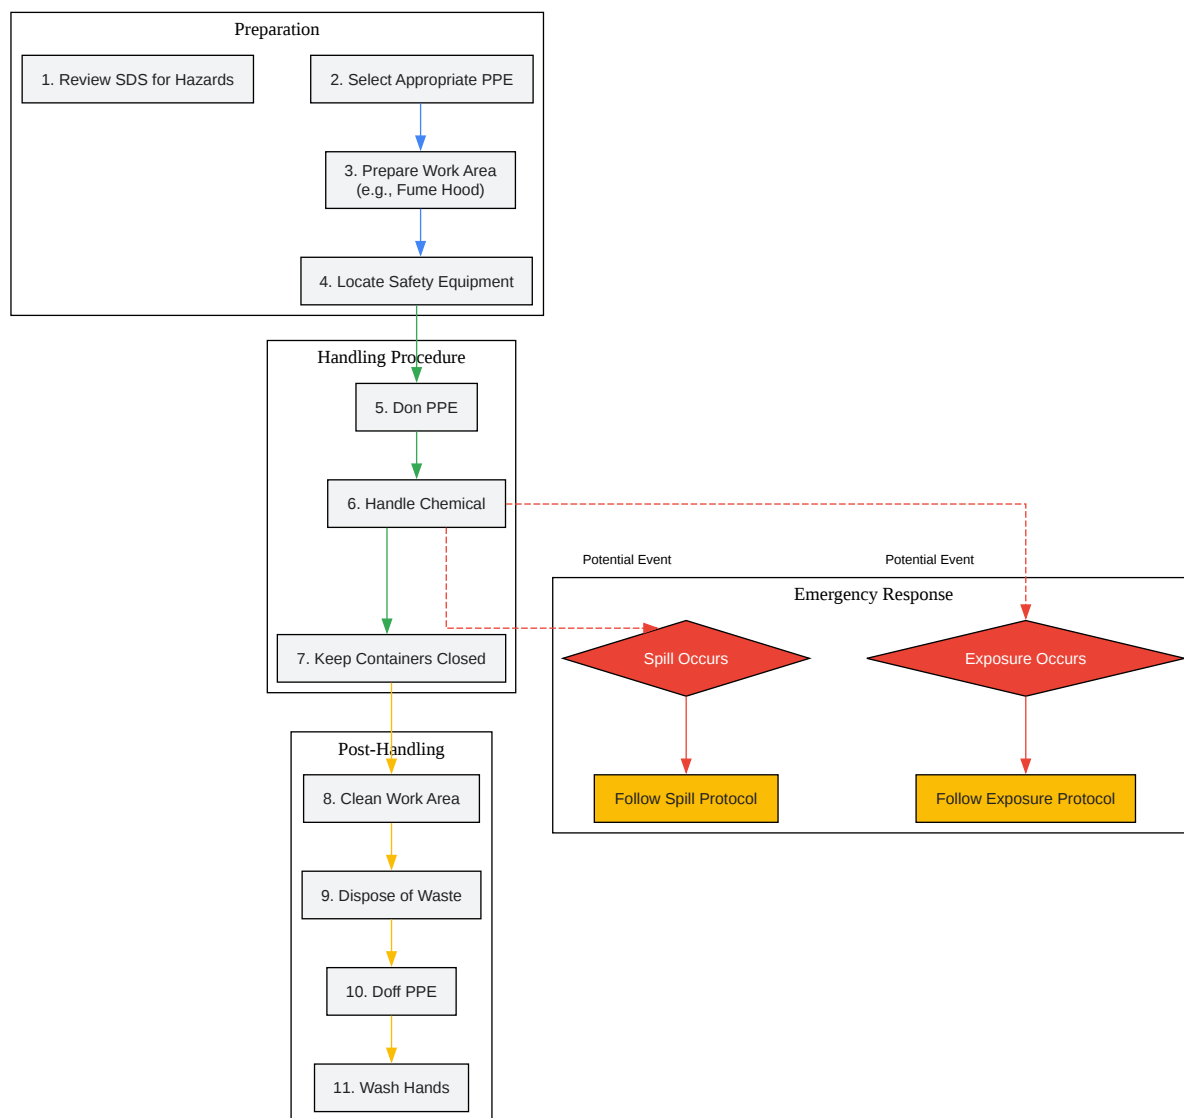 Preparation
1. Review SDS for Hazards
2. Select Appropriate PPE
3. Prepare Work Area
(e.g., Fume Hood)
4. Locate Safety Equipment
Handling Procedure
5. Don PPE
6. Handle Chemical
7. Keep Containers Closed
Potential Event
Potential Event
Emergency Response
Spill Occurs
Exposure Occurs
Follow Spill Protocol
Follow Exposure Protocol
Post-Handling
8. Clean Work Area
9. Dispose of Waste
10. Doff PPE
11. Wash Hands